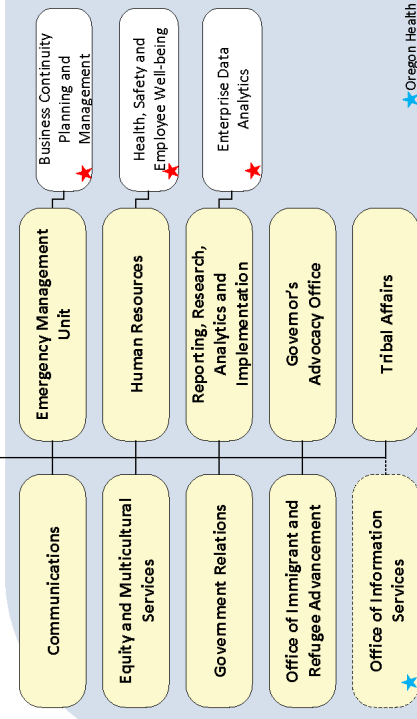 Communications
Equity and Multicultural
Services
Government Relations
Office of Immigrant and
Refugee Advancement
Office of Information
Services
Emergency Management
Unit
Human Resources
Reporting, Research,
Analytics and
Implementation
Governor's
Advocacy Office
Tribal Affairs
Business Continuity
Planning and
Management
Health, Safety and
Employee Well-being
Enterprise Data
Analytics
Oregon Health